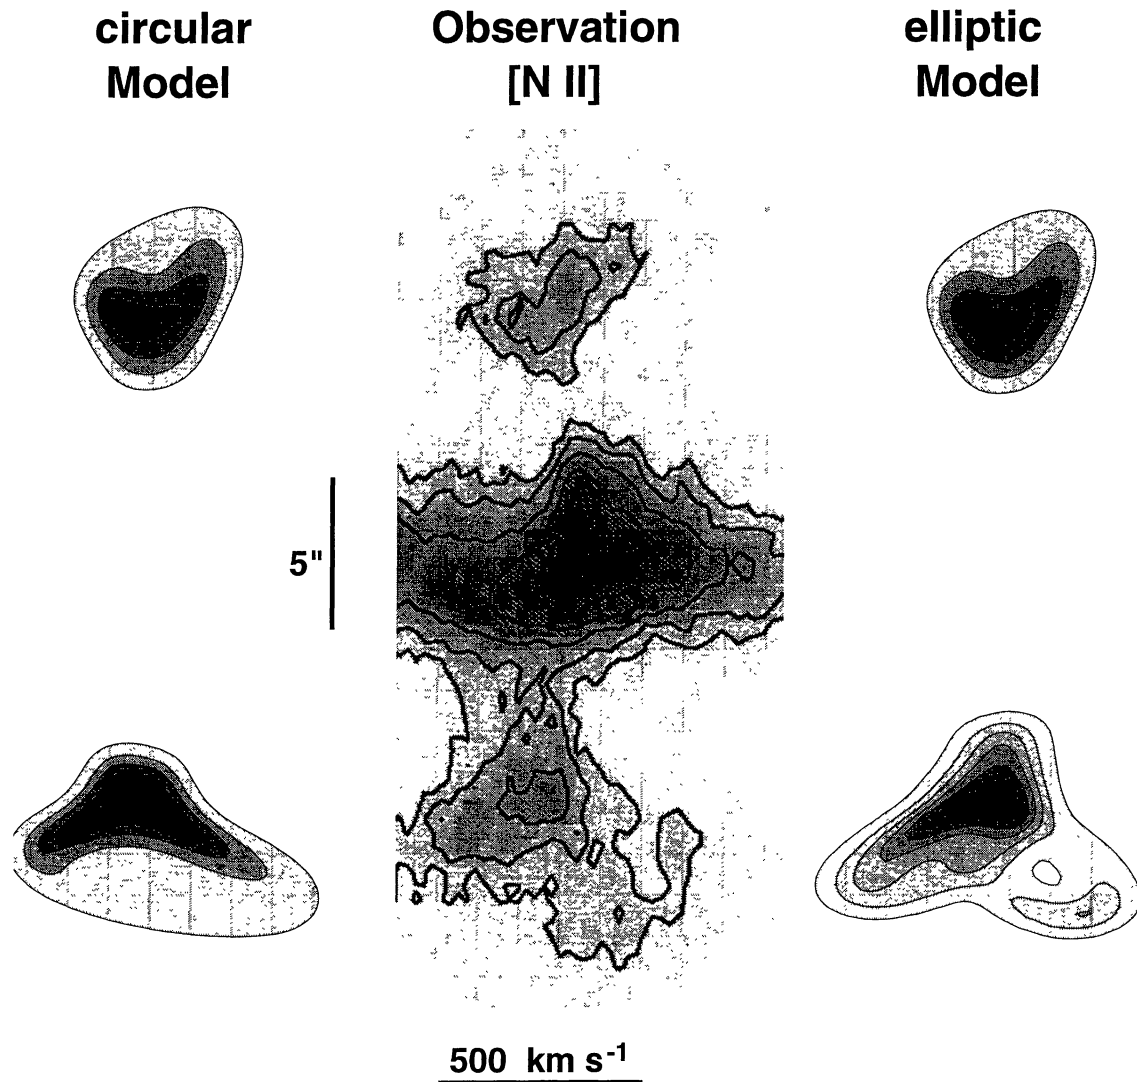 circular
Model
Observation
[N II]
elliptic
Model
5"
500 km s-1